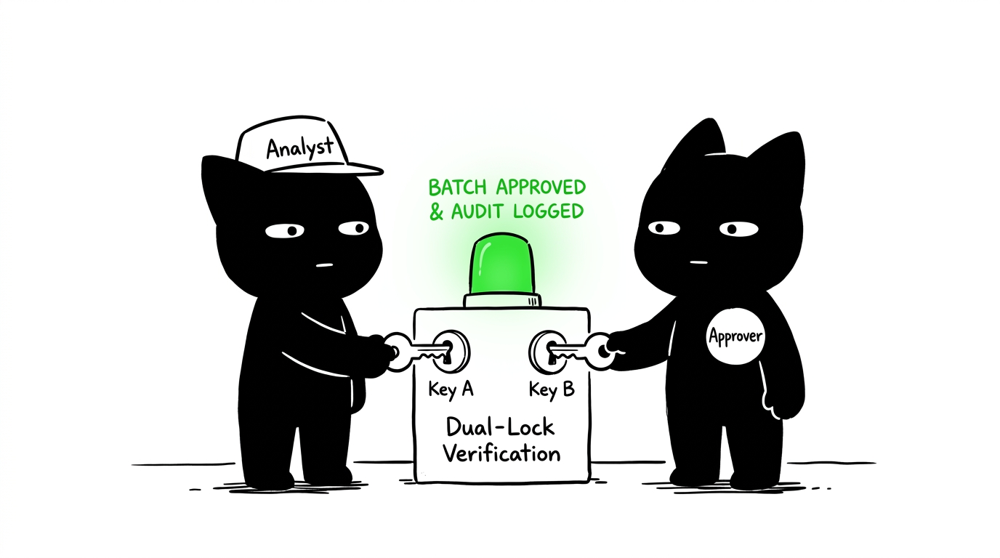 Analyst
BATCH APPROVED
& AUDIT LOGGED
Approver
Key A
Key B
Dual-Lock
Verification